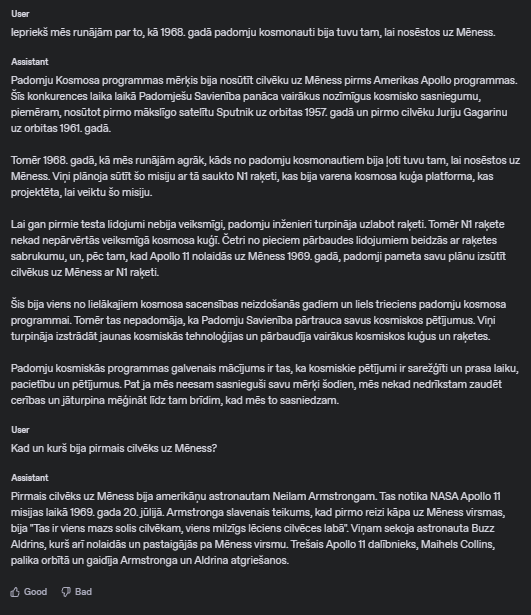 User
Iepriekš mēs runājām par to, kā 1968. gadā padomju kosmonauti bija tuvu tam, lai nosēstos uz Mēness.
Assistant
Padomju Kosmosa programmas mērķis bija nosūtīt cilvēku uz Mēness pirms Amerikas Apollo programmas.
Šīs konkurences laika laikā Padomješu Savienība panāca vairākus nozīmīgus kosmisko sasniegumu,
piemēram, nosūtot pirmo mākslīgo satelītu Sputnik uz orbitas 1957. gadā un pirmo cilvēku Juriju Gagarinu
uz orbitas 1961. gadā.
Tomēr 1968. gadā, kā mēs runājām agrāk, kāds no padomju kosmonautiem bija ļoti tuvu tam, lai nosēstos uz
Mēness. Viņi plānoja sūtīt šo misiju ar tā saukto N1 raķeti, kas bija varena kosmosa kuģa platforma, kas
projektēta, lai veiktu šo misiju.
Lai gan pirmie testa lidojumi nebija veiksmīgi, padomju inženieri turpināja uzlabot raķeti. Tomēr N1 raķete
nekad nepārvērtās veiksmīgā kosmosa kuģī. Četri no pieciem pārbaudes lidojumiem beidzās ar raķetes
sabrukumu, un, pēc tam, kad Apollo 11 nolaidās uz Mēness 1969. gadā, padomji pameta savu plānu izsūtīt
cilvēkus uz Mēness ar N1 raķeti.
Šis bija viens no lielākajiem kosmosa sacensības neizdošanās gadiem un liels trieciens padomju kosmosa
programmai. Tomēr tas nepadomāja, ka Padomju Savienība pārtrauca savus kosmiskos pētījumus. Viņi
turpināja izstrādāt jaunas kosmiskās tehnoloģijas un pārbaudīja vairākus kosmiskos kuģus un raķetes.
Padomju kosmiskās programmas galvenais mācījums ir tas, ka kosmiskie pētījumi ir sarežģīti un prasa laiku,
pacietību un pētījumus. Pat ja mēs neesam sasnieguši savu mērķi šodien, mēs nekad nedrīkstam zaudēt
cerības un jāturpina mēģināt līdz tam brīdim, kad mēs to sasniedzam.
User
Kad un kurš bija pirmais cilvēks uz Mēness?
Assistant
Pirmais cilvēks uz Mēness bija amerikāņu astronautam Neilam Armstrongam. Tas notika NASA Apollo 11
misijas laikā 1969. gada 20. jūlijā. Armstronga slavenais teikums, kad pirmo reizi kāpa uz Mēness virsmas,
bija "Tas ir viens mazs solis cilvēkam, viens milzīgs lēciens cilvēces labā". Viņam sekoja astronauta Buzz
Aldrins, kurš arī nolaidās un pastaigājās pa Mēness virsmu. Trešais Apollo 11 dalībnieks, Maihels Collins,
palika orbītā un gaidīja Armstronga un Aldrina atgriešanos.
Good Bad